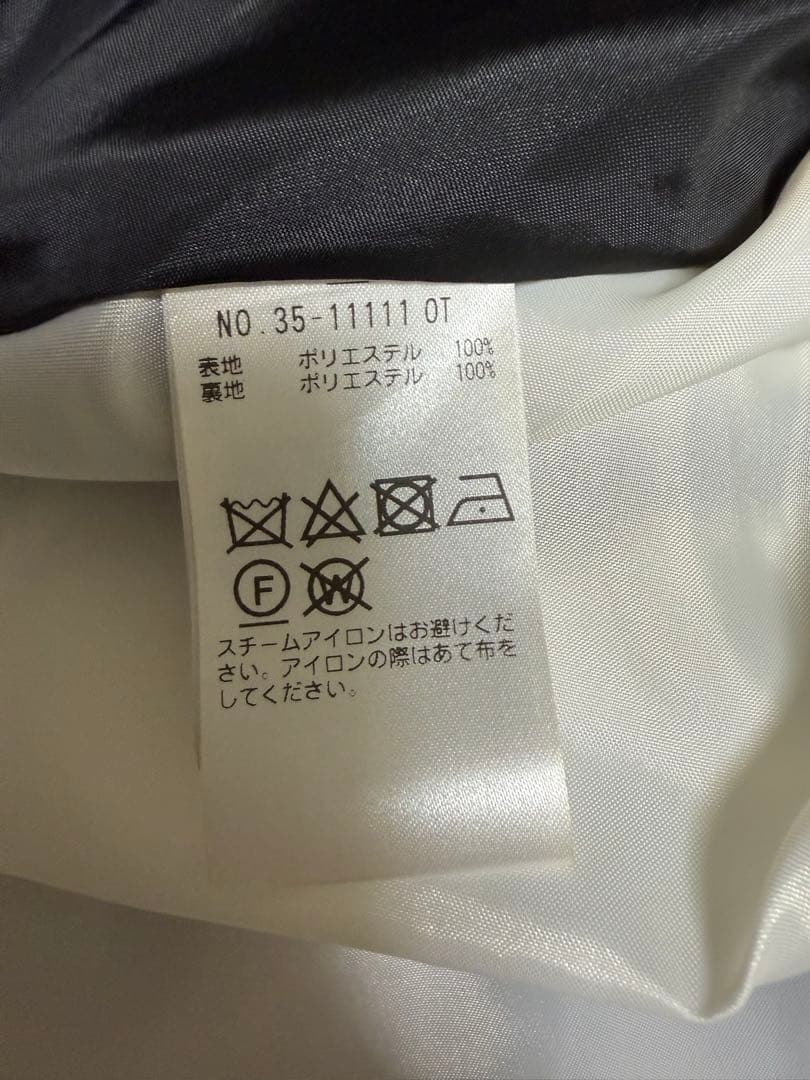 NO.35-11111 OT
表地 ポリエステル 100%
裏地 ポリエステル 100%
F W
スチームアイロンはお避けくだ
さい。アイロンの際はあて布を
してください。